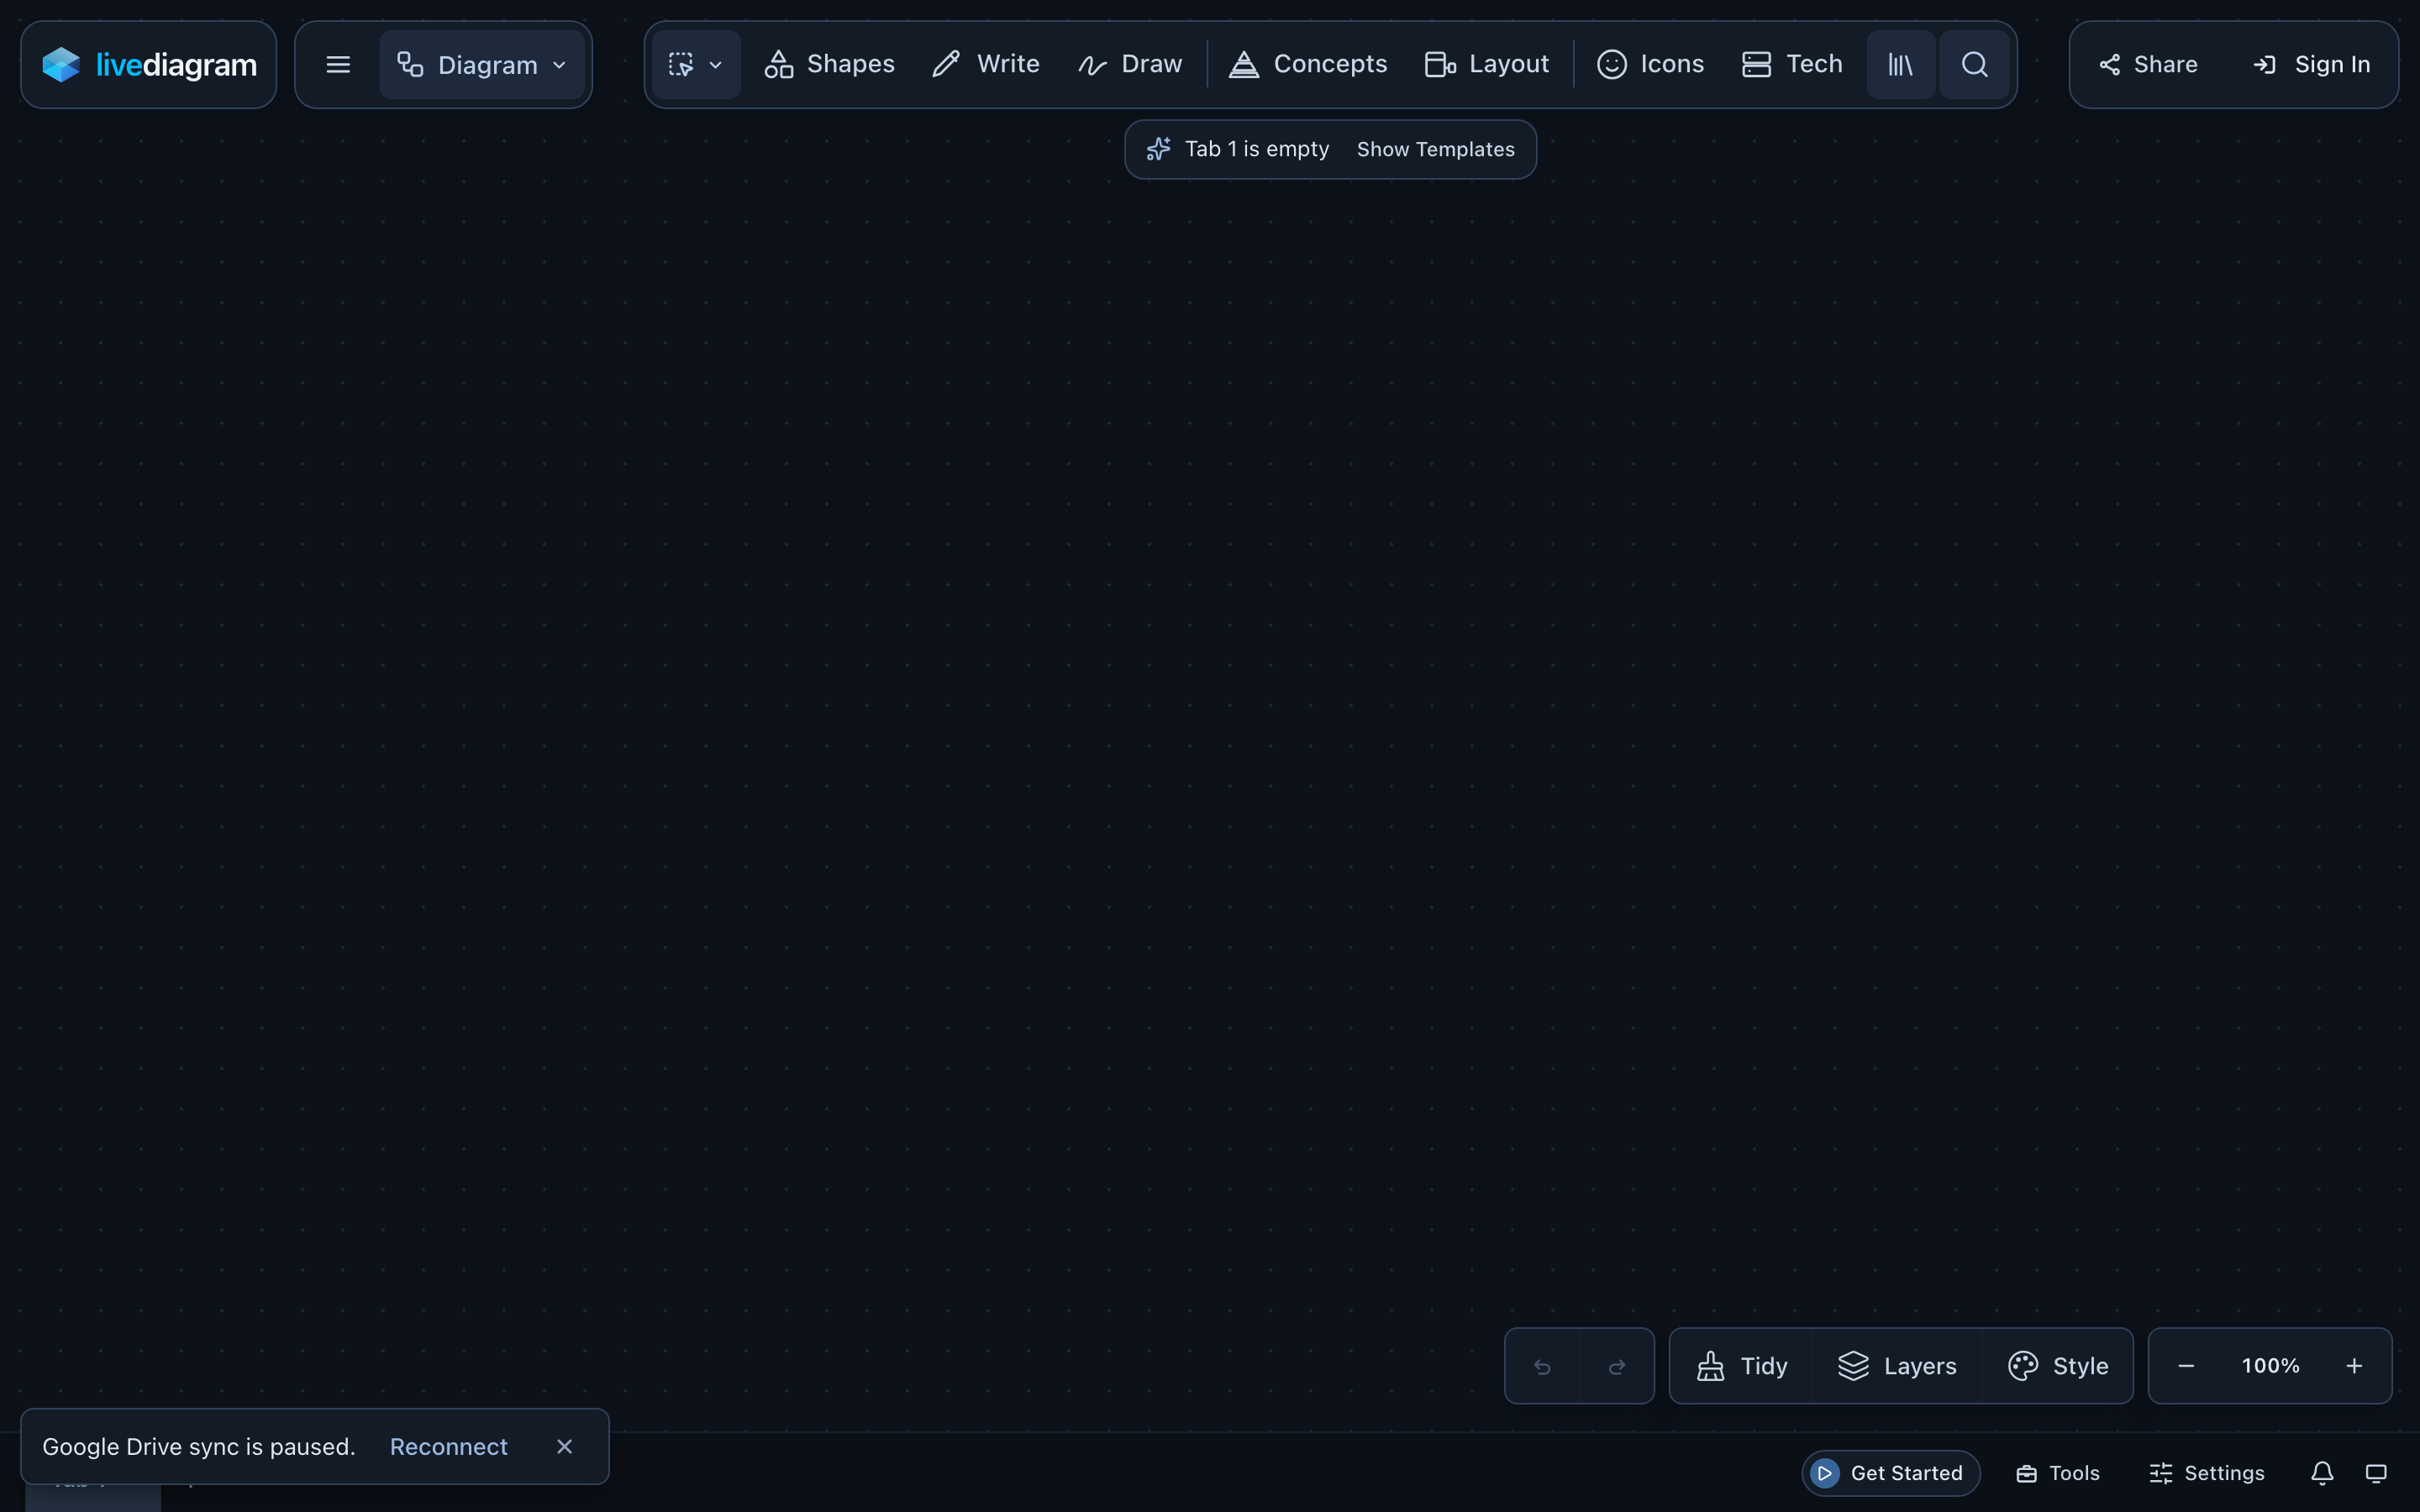 livediagram
Diagram
Shapes
Write
Draw
Concepts
Layout
Icons
Tech
Share
Sign In
Tab 1 is empty Show Templates
Tidy
Layers
Style
100%
Google Drive sync is paused. Reconnect
Get Started
Tools
Settings